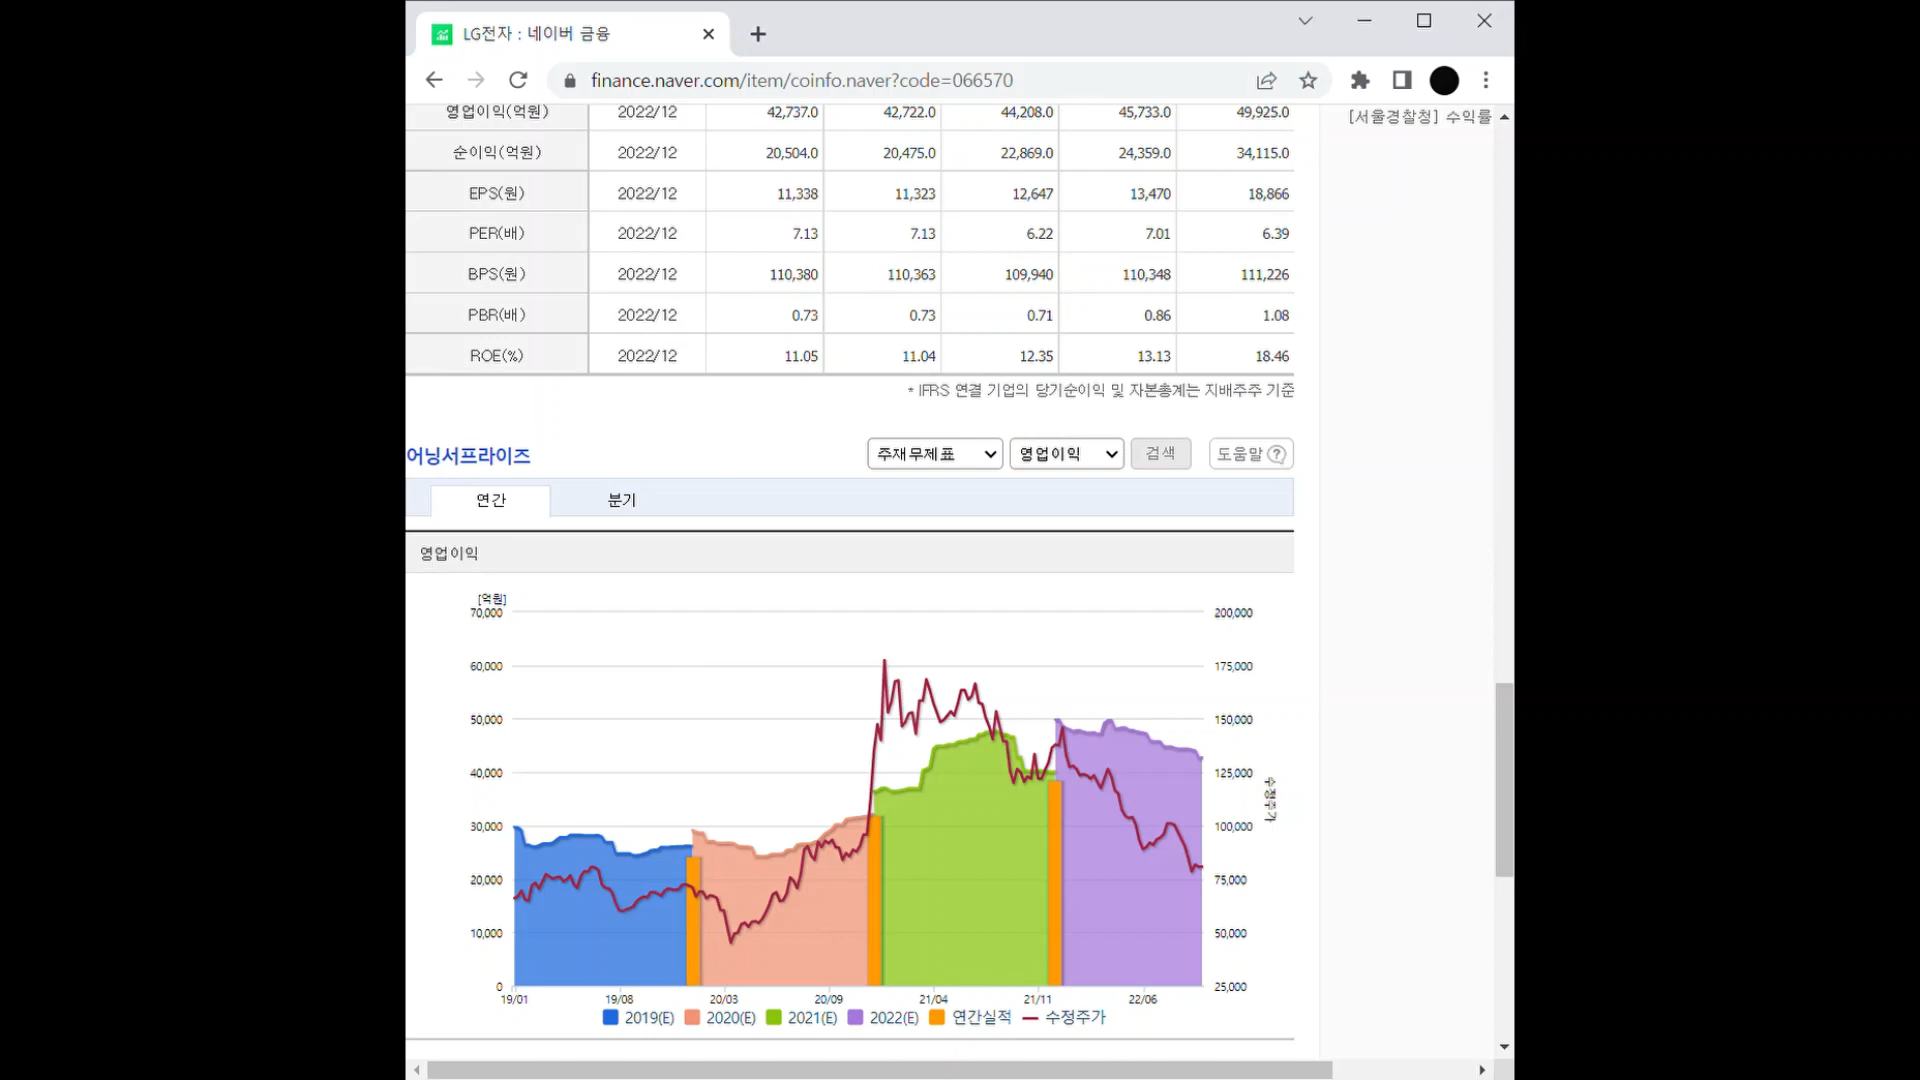 LG전자 : 네이버 금융
finance.naver.com/item/coinfo.naver?code=066570
영업이익(억원) 2022/12 42,737.0 42,722.0 44,208.0 45,733.0 49,925.0
[서울경찰청] 수익률
순이익(억원) 2022/12 20,504.0 20,475.0 22,869.0 24,359.0 34,115.0
EPS(원) 2022/12 11,338 11,323 12,647 13,470 18,866
PER(배) 2022/12 7.13 7.13 6.22 7.01 6.39
BPS(원) 2022/12 110,380 110,363 109,940 110,348 111,226
PBR(배) 2022/12 0.73 0.73 0.71 0.86 1.08
ROE(%) 2022/12 11.05 11.04 12.35 13.13 18.46
* IFRS 연결 기업의 당기순이익 및 자본총계는 지배주주 기준
어닝서프라이즈 주재무제표 영업이익 검색 도움말 ?
연간 분기
영업이익
[억원]
70,000 200,000
60,000 175,000
50,000 150,000
40,000 125,000
수정주가
30,000 100,000
20,000 75,000
10,000 50,000
0 25,000
19/01 19/08 20/03 20/09 21/04 21/11 22/06
2019(E) 2020(E) 2021(E) 2022(E) 연간실적 수정주가